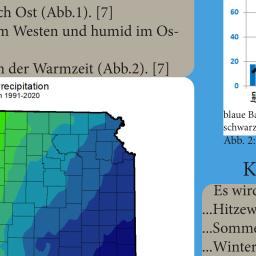 ch Ost (Abb.1). [7]
m Westen und humid im Os-
n der Warmzeit (Abb.2). [7]
recipitation
n 1991-2020
60
40
20
0
blaue Ba
schwarz
Abb. 2:
K
Es wird
...Hitzew
...Somme
...Winter